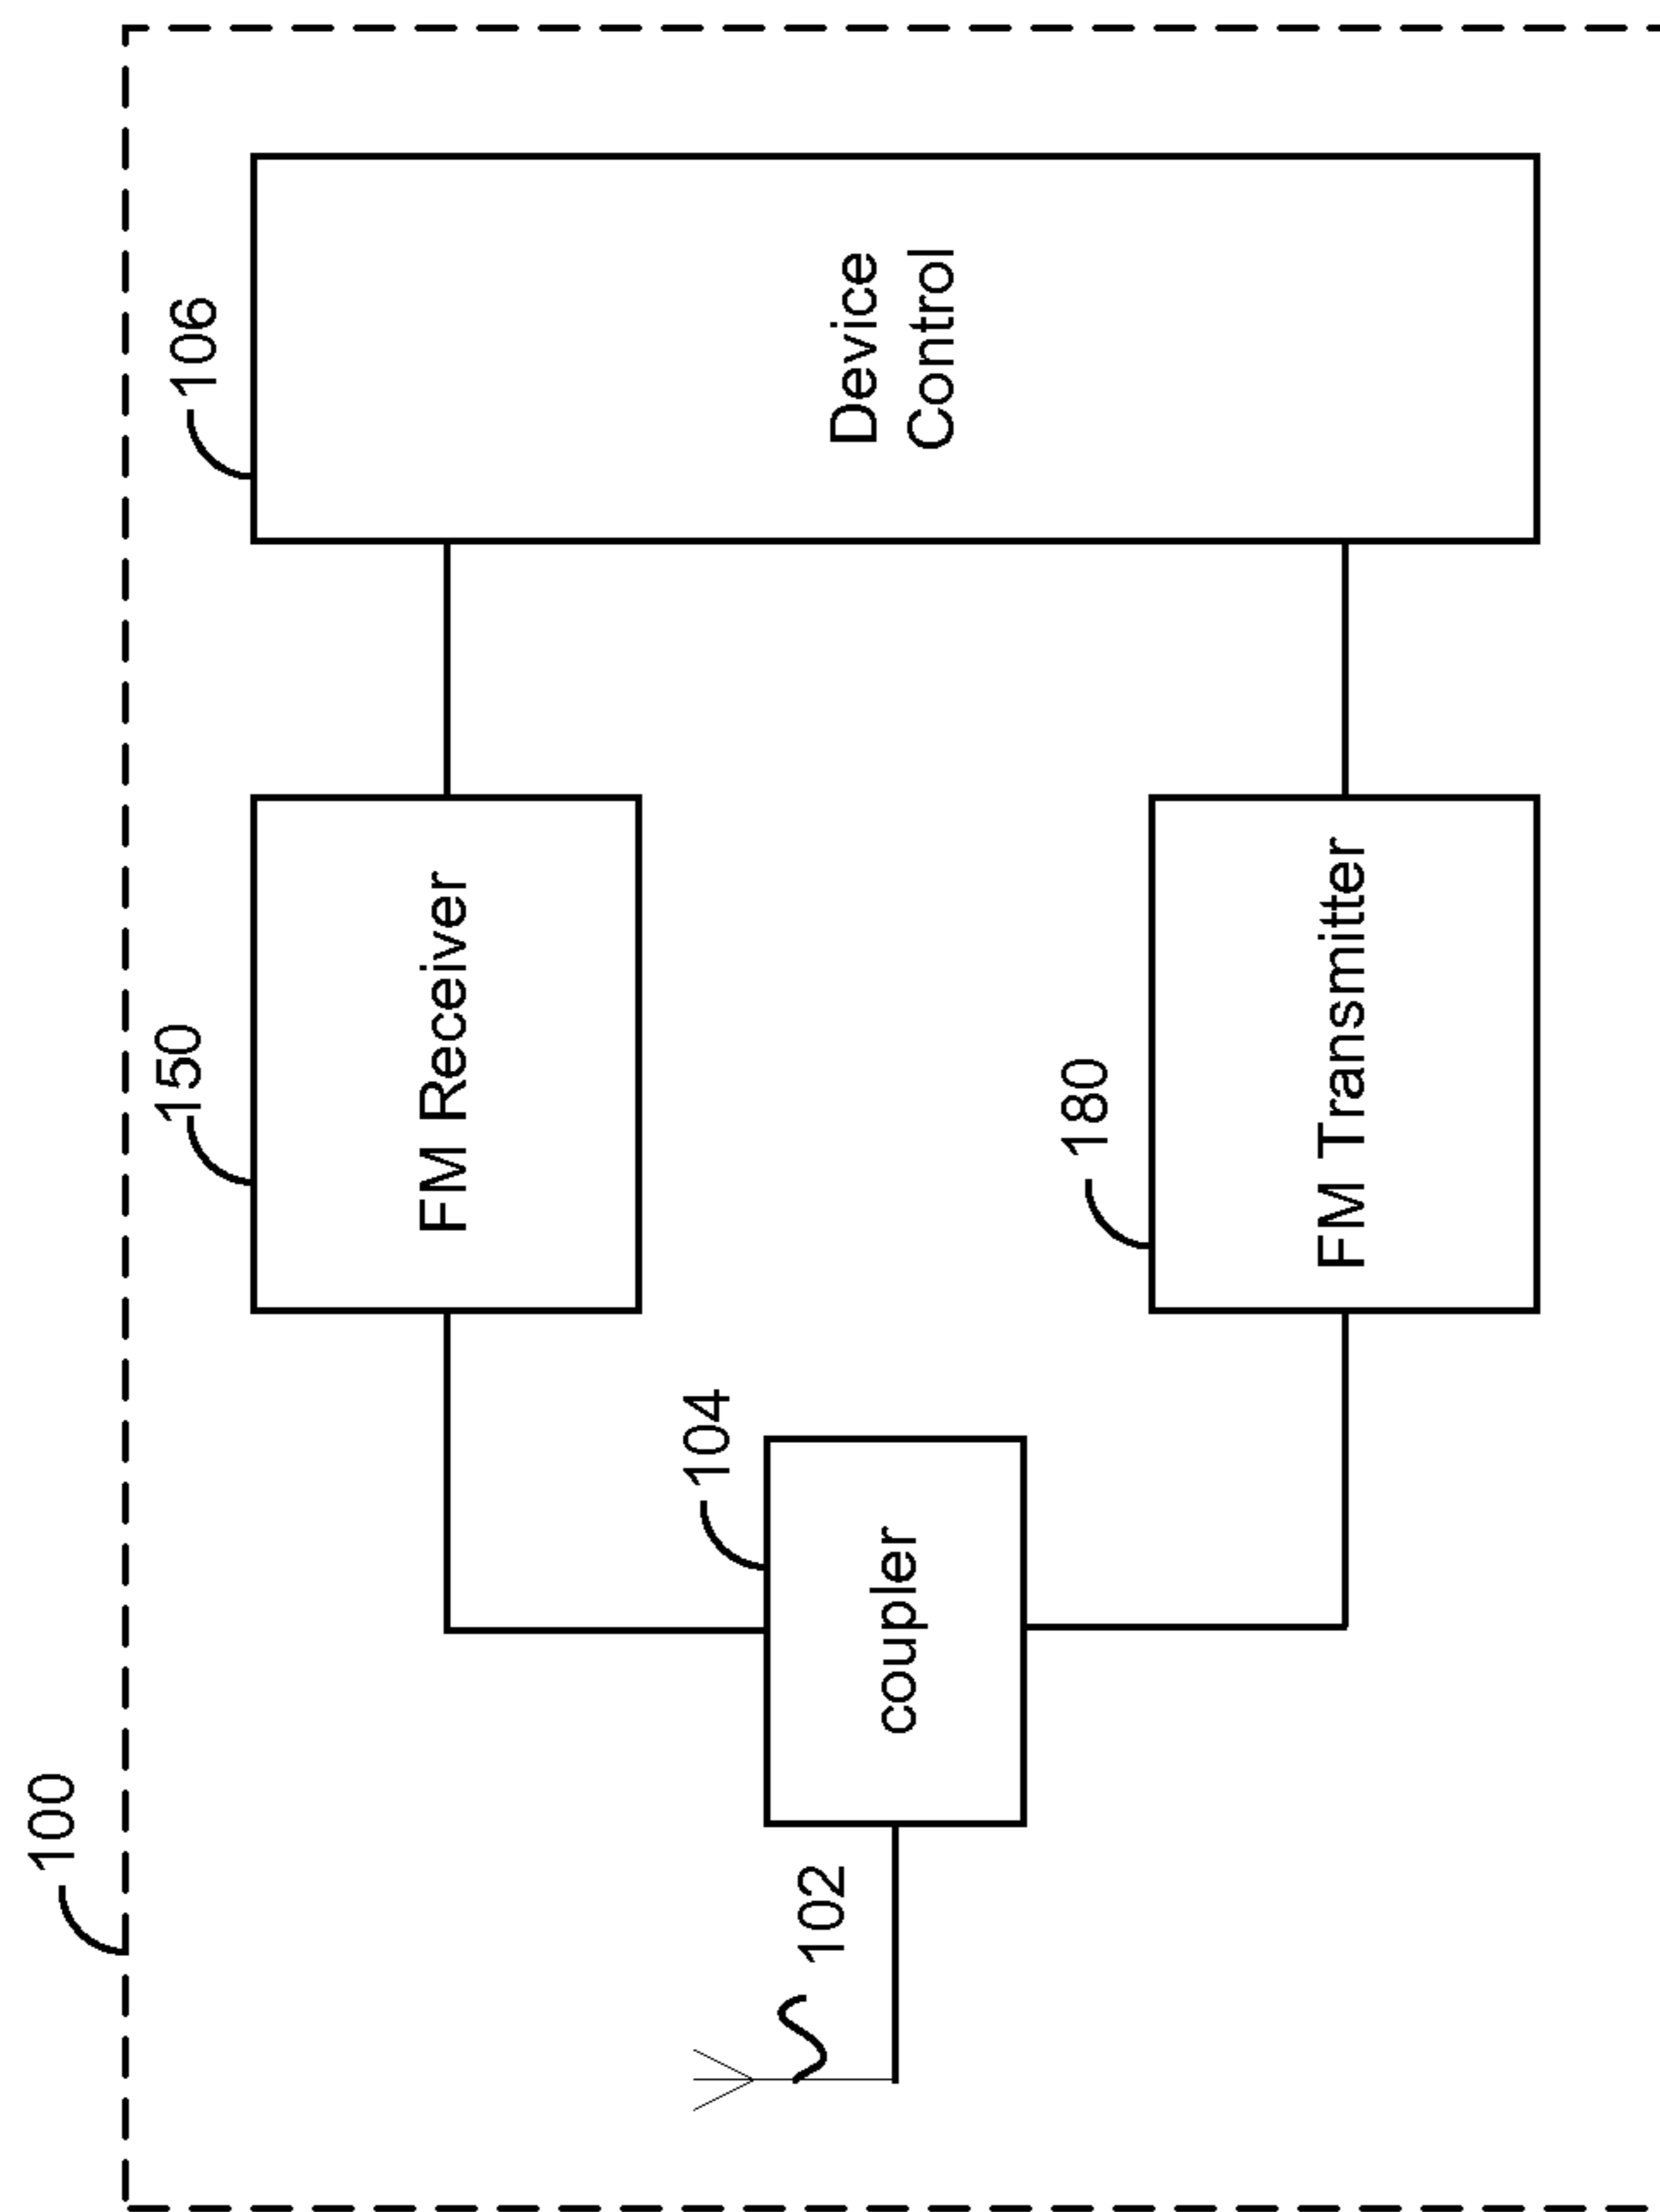 100
106
Device
Control
150
FM Receiver
180
FM Transmitter
104
coupler
102